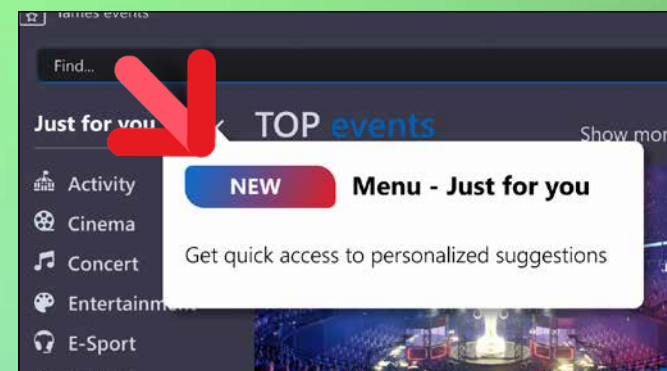 Find...
Just for you
TOP events
Show mor
NEW
Menu - Just for you
Get quick access to personalized suggestions
Activity
Cinema
Concert
Entertainm
E-Sport